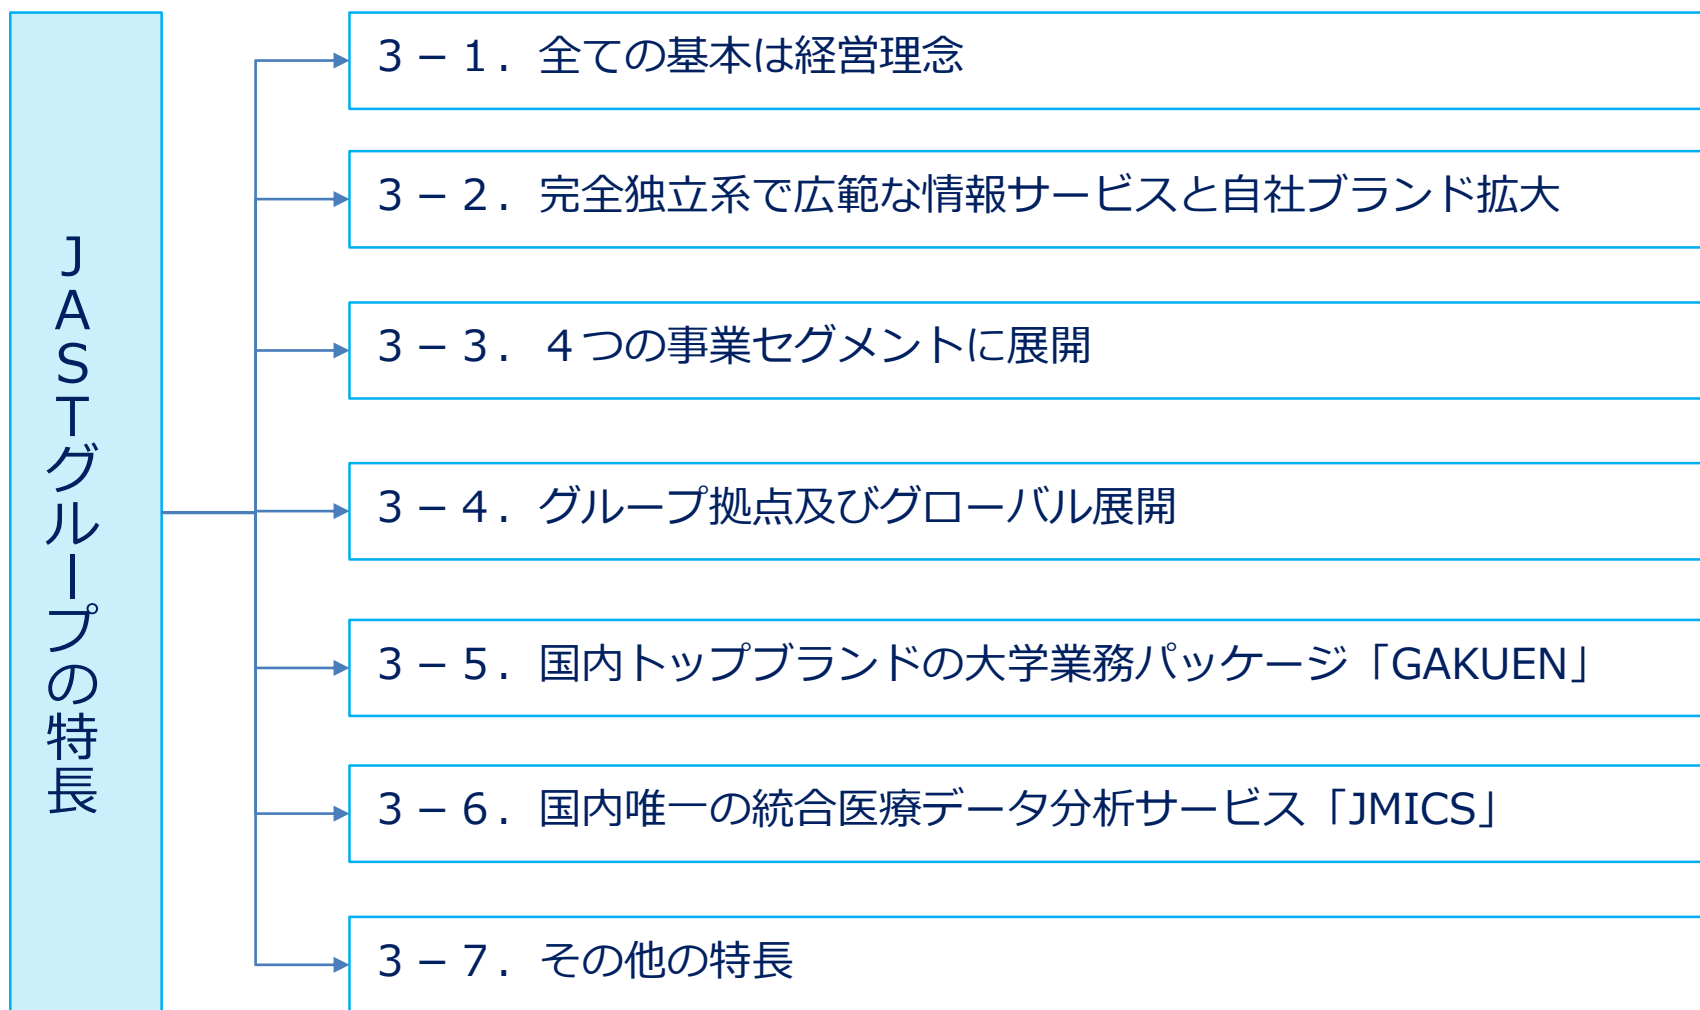 JASTグループの特長
３－１．全ての基本は経営理念
３－２．完全独立系で広範な情報サービスと自社ブランド拡大
３－３．４つの事業セグメントに展開
３－４．グループ拠点及びグローバル展開
３－５．国内トップブランドの大学業務パッケージ「GAKUEN」
３－６．国内唯一の統合医療データ分析サービス「JMICS」
３－７．その他の特長